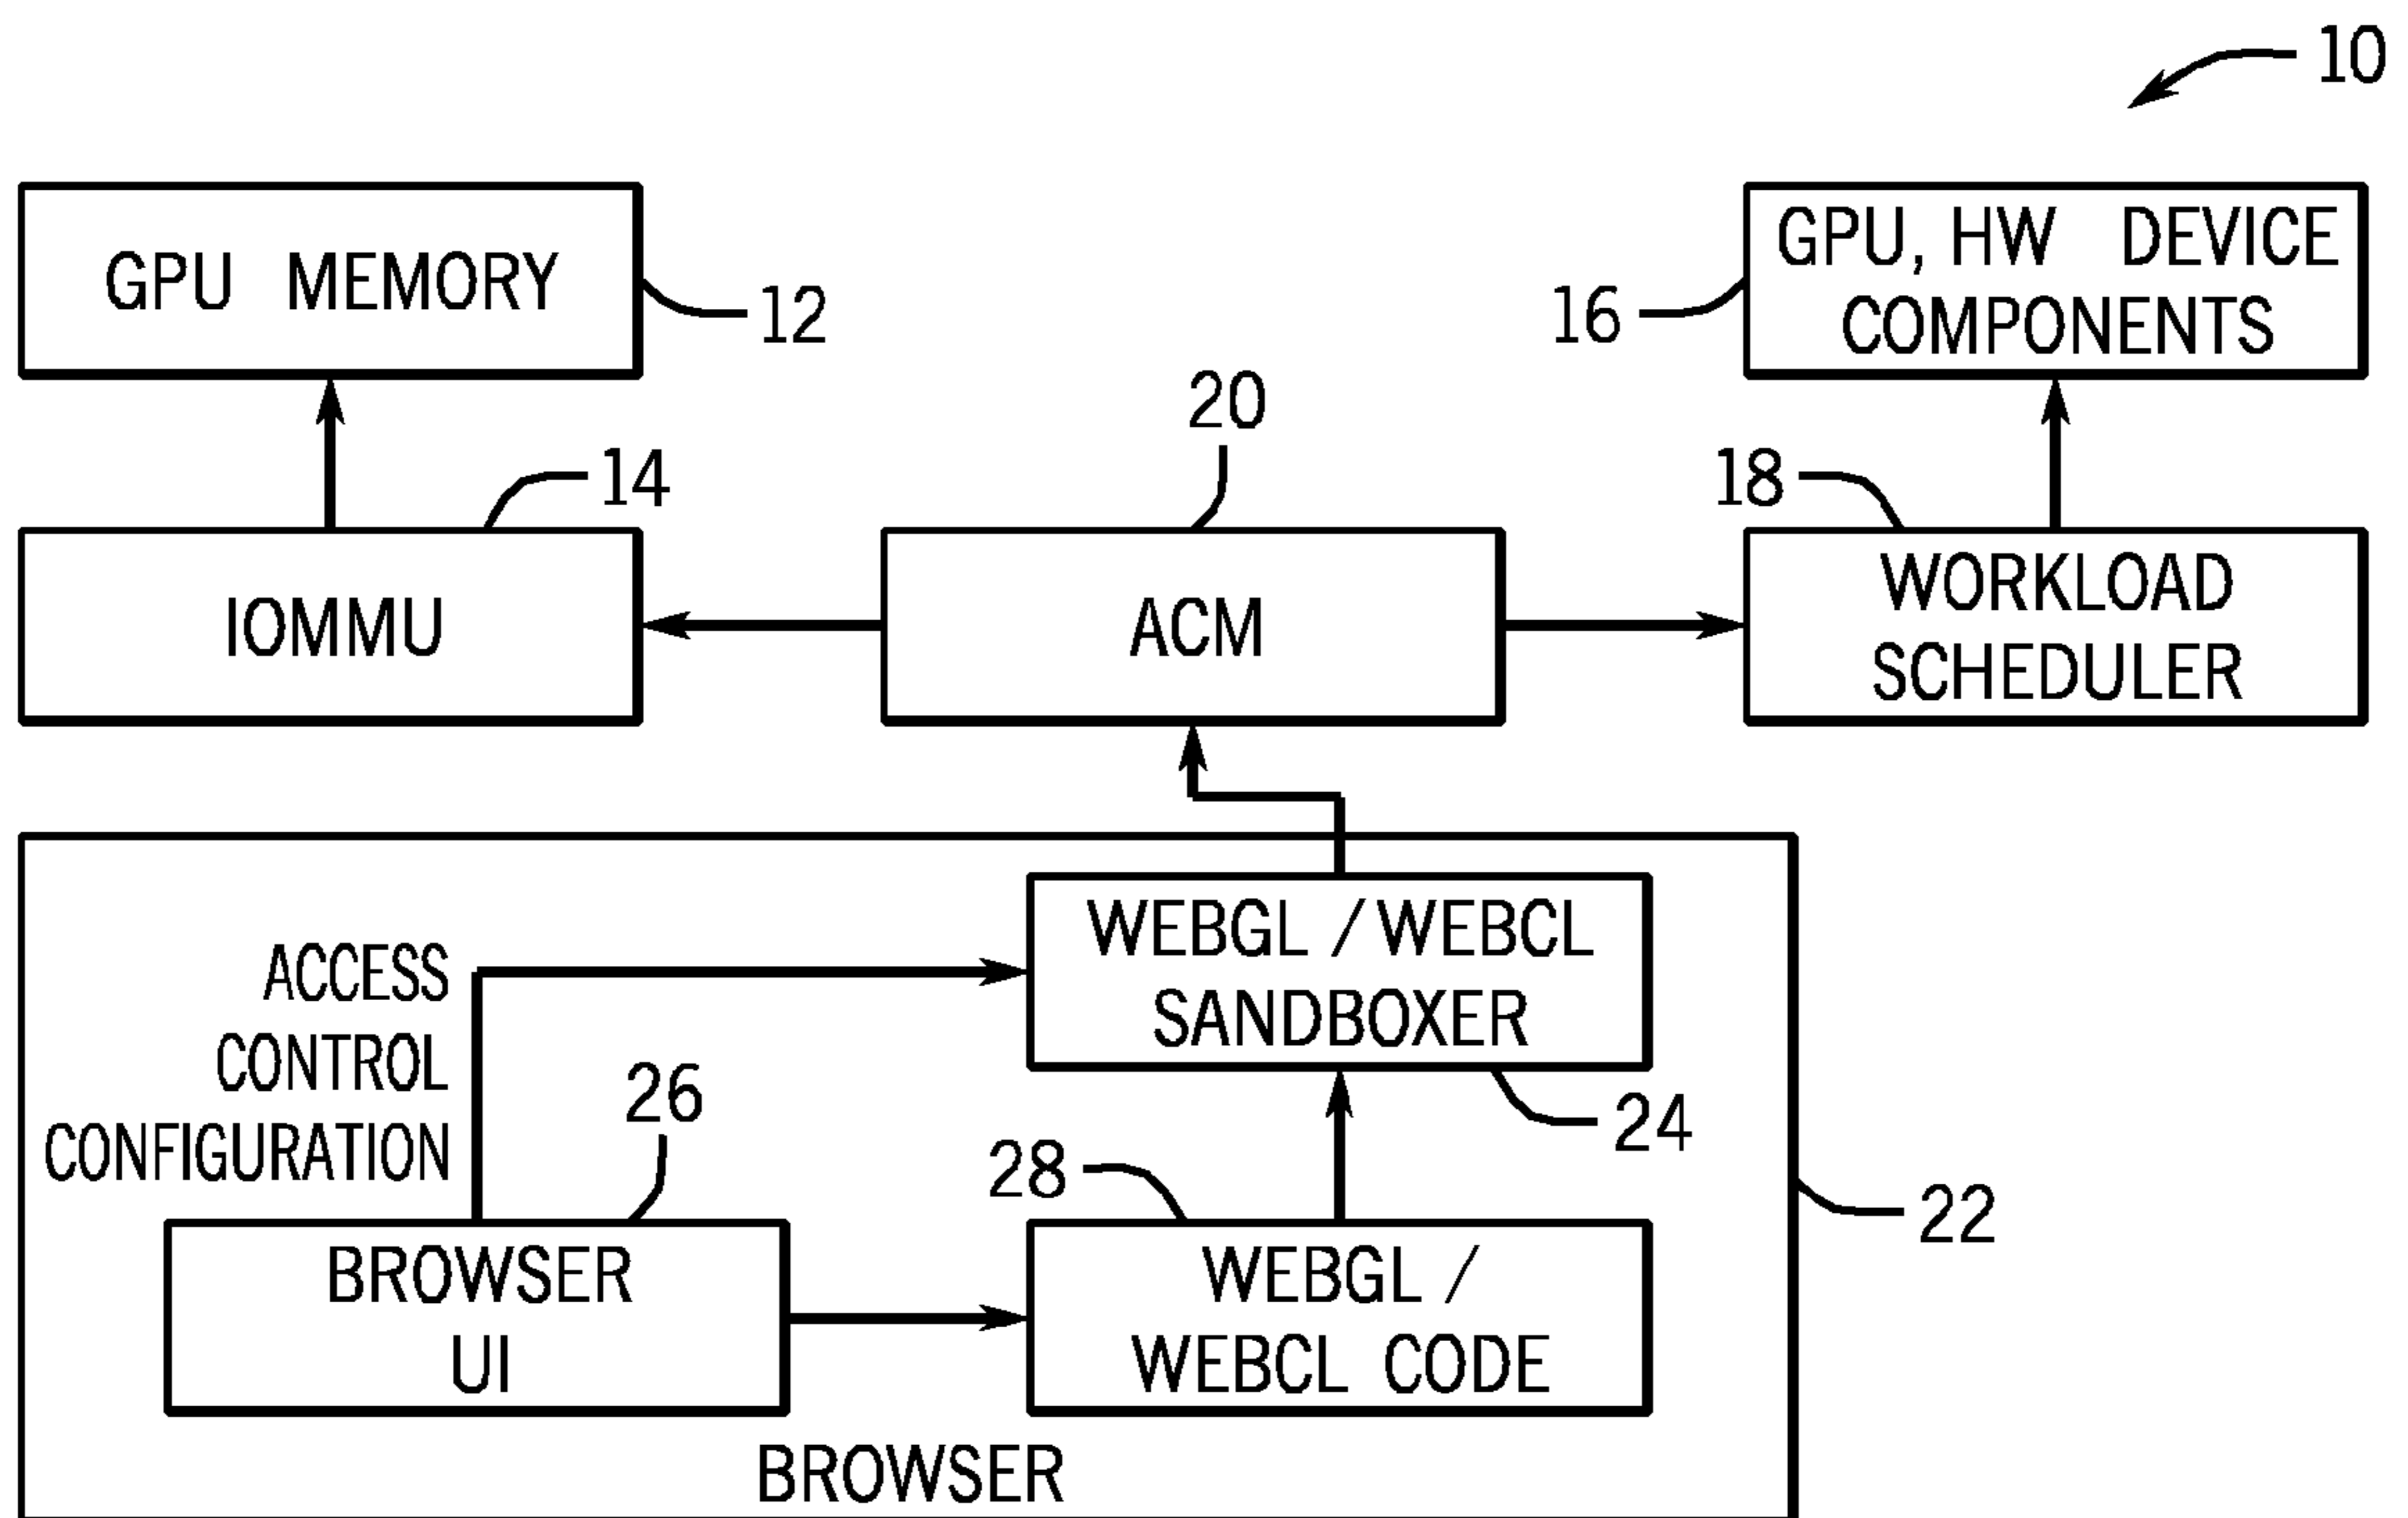 10
GPU MEMORY
12
16
GPU, HW DEVICE
COMPONENTS
20
14
18
IOMMU
ACM
WORKLOAD
SCHEDULER
WEBGL / WEBCL
SANDBOXER
ACCESS
CONTROL
CONFIGURATION
26
28
24
22
BROWSER
UI
WEBGL /
WEBCL CODE
BROWSER